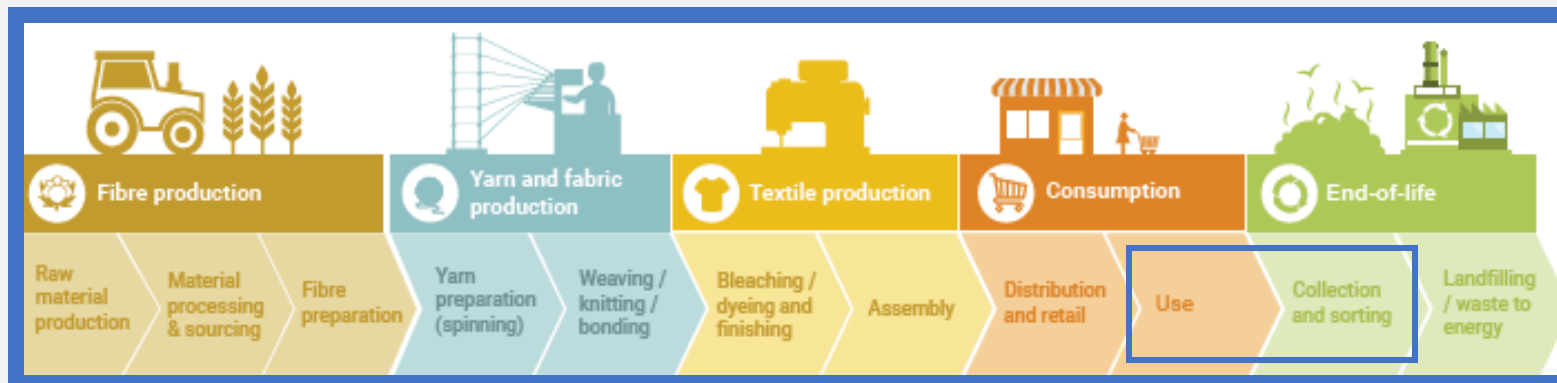 Fibre production
Yarn and fabric
production
Textile production
Consumption
End-of-life
Raw
material
production
Material
processing
& sourcing
Fibre
preparation
Yarn
preparation
(spinning)
Weaving /
knitting /
bonding
Bleaching /
dyeing and
finishing
Assembly
Distribution
and retail
Use
Collection
and sorting
Landfilling
/ waste to
energy